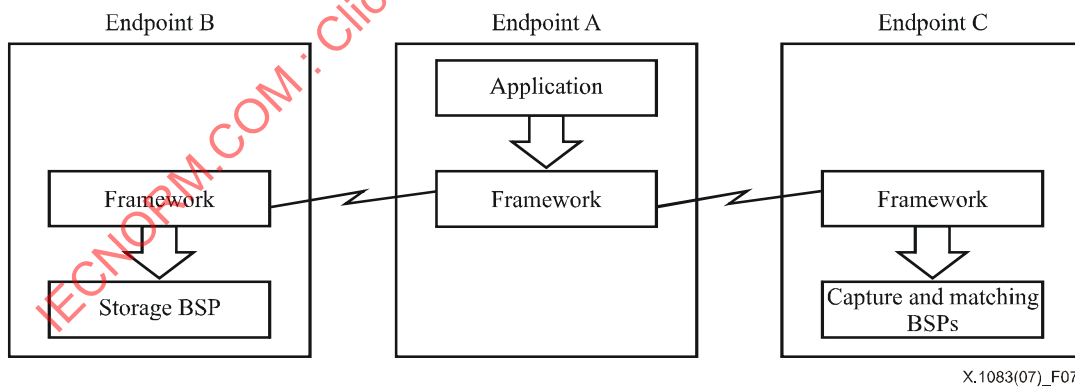 Endpoint B
Endpoint A
Endpoint C
Application
Framework
Framework
Framework
Storage BSP
Capture and matching
BSPs
X.1083(07)_F07
IECNORM.COM : Clic